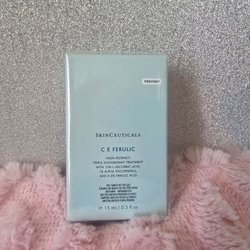 PREVENT
SKINCEUTICALS
C E FERULIC
HIGH POTENCY
TRIPLE ANTIOXIDANT TREATMENT
WITH 15% L-ASCORBIC ACID
1% ALPHA TOCOPHEROL
AND 0.5% FERULIC ACID
℮ 15 ml / 0.5 fl oz